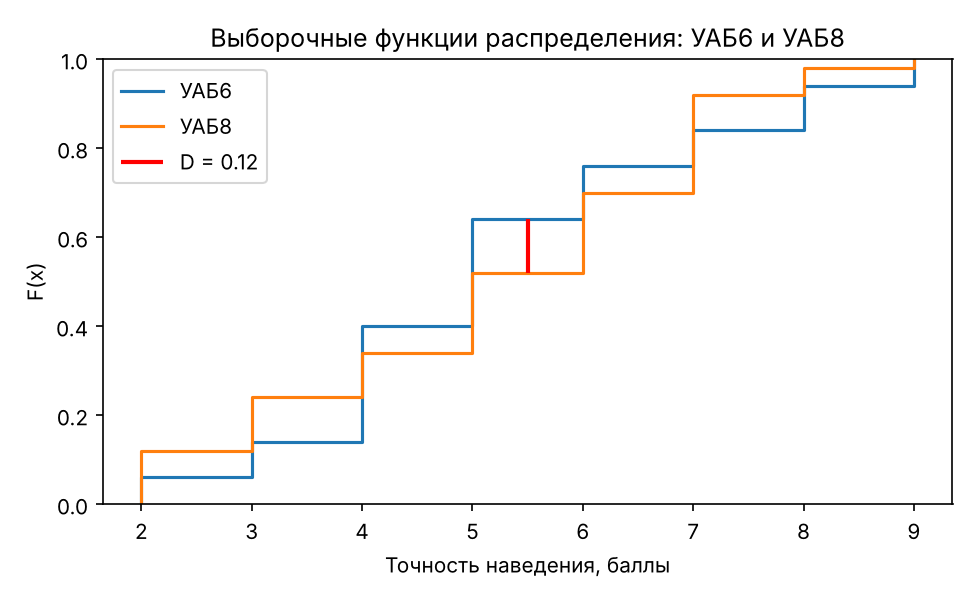 Выборочные функции распределения: УАБ6 и УАБ8
УАБ6
УАБ8
D = 0.12
F(x)
1.0
0.8
0.6
0.4
0.2
0.0
2 3 4 5 6 7 8 9
Точность наведения, баллы